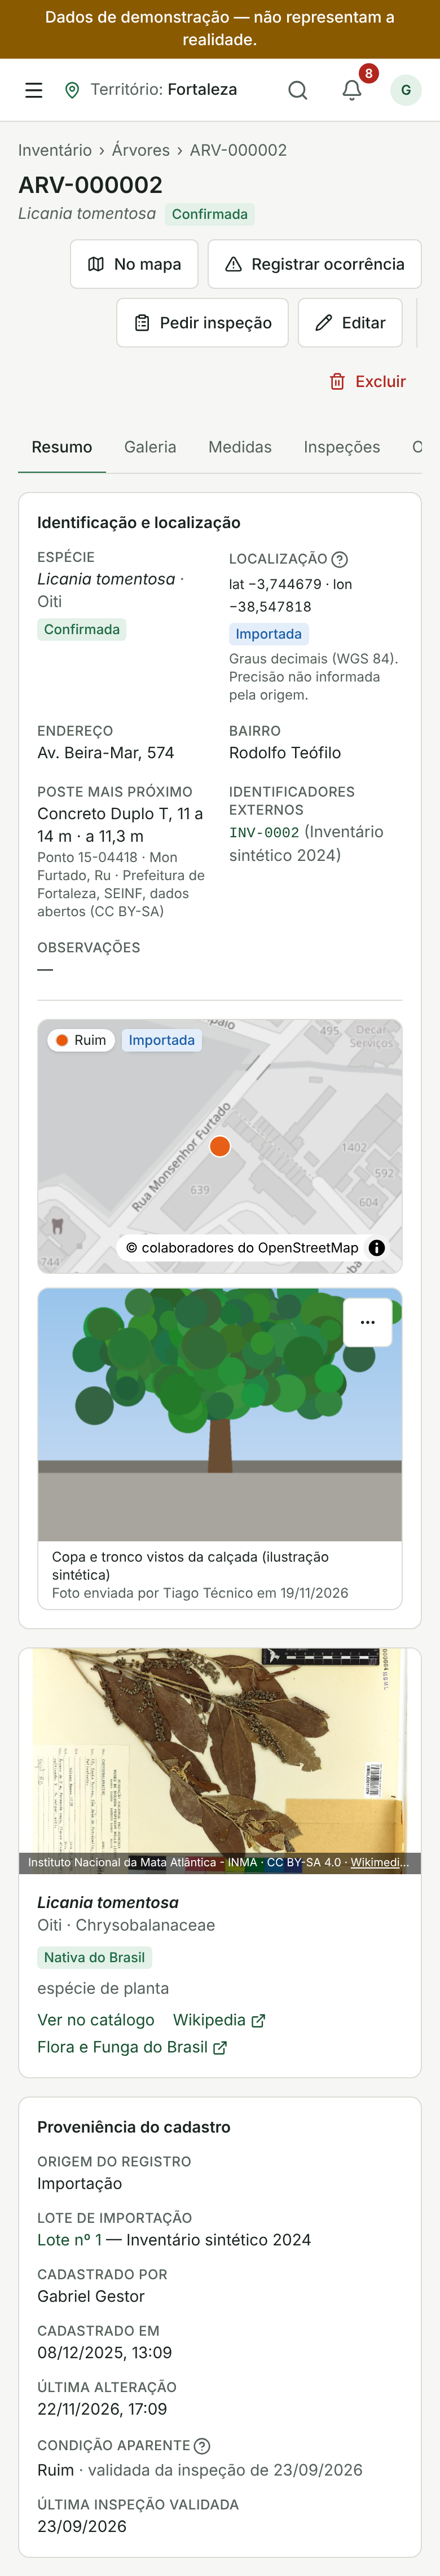 Dados de demonstração — não representam a
realidade.
Território: Fortaleza
8
G
Inventário › Árvores › ARV-000002
ARV-000002
Licania tomentosa Confirmada
No mapa
Registrar ocorrência
Pedir inspeção
Editar
Excluir
Resumo Galeria Medidas Inspeções O
Identificação e localização
ESPÉCIE
Licania tomentosa ·
Oiti
Confirmada
LOCALIZAÇÃO
lat −3,744679 · lon
−38,547818
Importada
Graus decimais (WGS 84).
Precisão não informada
pela origem.
ENDEREÇO
Av. Beira-Mar, 574
BAIRRO
Rodolfo Teófilo
POSTE MAIS PRÓXIMO
Concreto Duplo T, 11 a
14 m · a 11,3 m
Ponto 15-04418 · Mon
Furtado, Ru · Prefeitura de
Fortaleza, SEINF, dados
abertos (CC BY-SA)
IDENTIFICADORES
EXTERNOS
INV-0002 (Inventário
sintético 2024)
OBSERVAÇÕES
—
Ruim
Importada
495
Decar
Serviços
Rua Monsenhor Furtado
1402
592
639
604
744
© colaboradores do OpenStreetMap
Copa e tronco vistos da calçada (ilustração
sintética)
Foto enviada por Tiago Técnico em 19/11/2026
Instituto Nacional da Mata Atlântica - INMA · CC BY-SA 4.0 · Wikimedi...
Licania tomentosa
Oiti · Chrysobalanaceae
Nativa do Brasil
espécie de planta
Ver no catálogo Wikipedia
Flora e Funga do Brasil
Proveniência do cadastro
ORIGEM DO REGISTRO
Importação
LOTE DE IMPORTAÇÃO
Lote nº 1 — Inventário sintético 2024
CADASTRADO POR
Gabriel Gestor
CADASTRADO EM
08/12/2025, 13:09
ÚLTIMA ALTERAÇÃO
22/11/2026, 17:09
CONDIÇÃO APARENTE
Ruim · validada da inspeção de 23/09/2026
ÚLTIMA INSPEÇÃO VALIDADA
23/09/2026